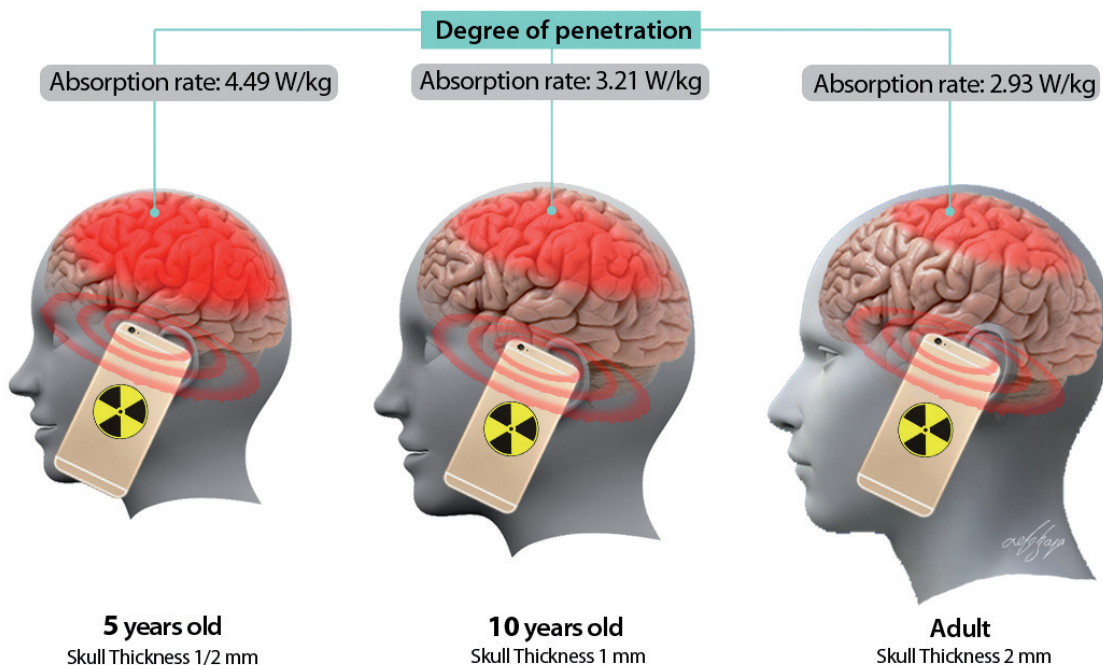 Degree of penetration
Absorption rate: 4.49 W/kg
Absorption rate: 3.21 W/kg
Absorption rate: 2.93 W/kg
5 years old
Skull Thickness 1/2 mm
10 years old
Skull Thickness 1 mm
Adult
Skull Thickness 2 mm